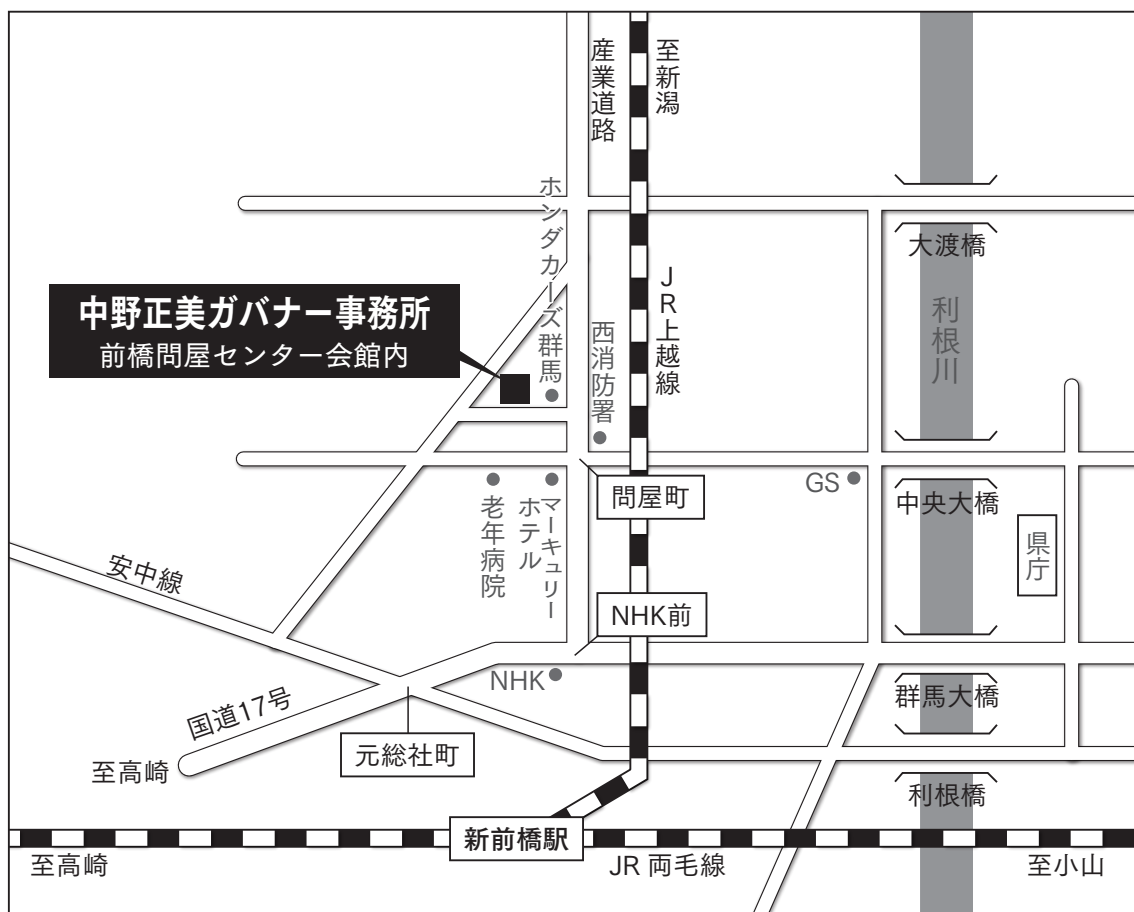 産業道路
至新潟
ホンダカーズ群馬
大渡橋
利根川
JR上越線
中野正美ガバナー事務所
前橋問屋センター会館内
西消防署
問屋町
GS
中央大橋
老年病院
マーキュリー
ホテル
県庁
安中線
NHK前
NHK
群馬大橋
国道17号
元総社町
至高崎
利根橋
新前橋駅
至高崎
JR 両毛線
至小山